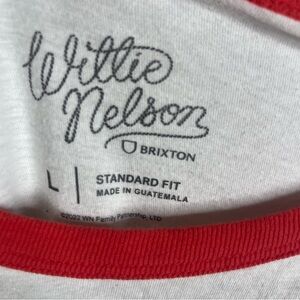 Willie
Nelson
BRIXTON
L | STANDARD FIT
MADE IN GUATEMALA
©2022 WN Family Partnership, LTD